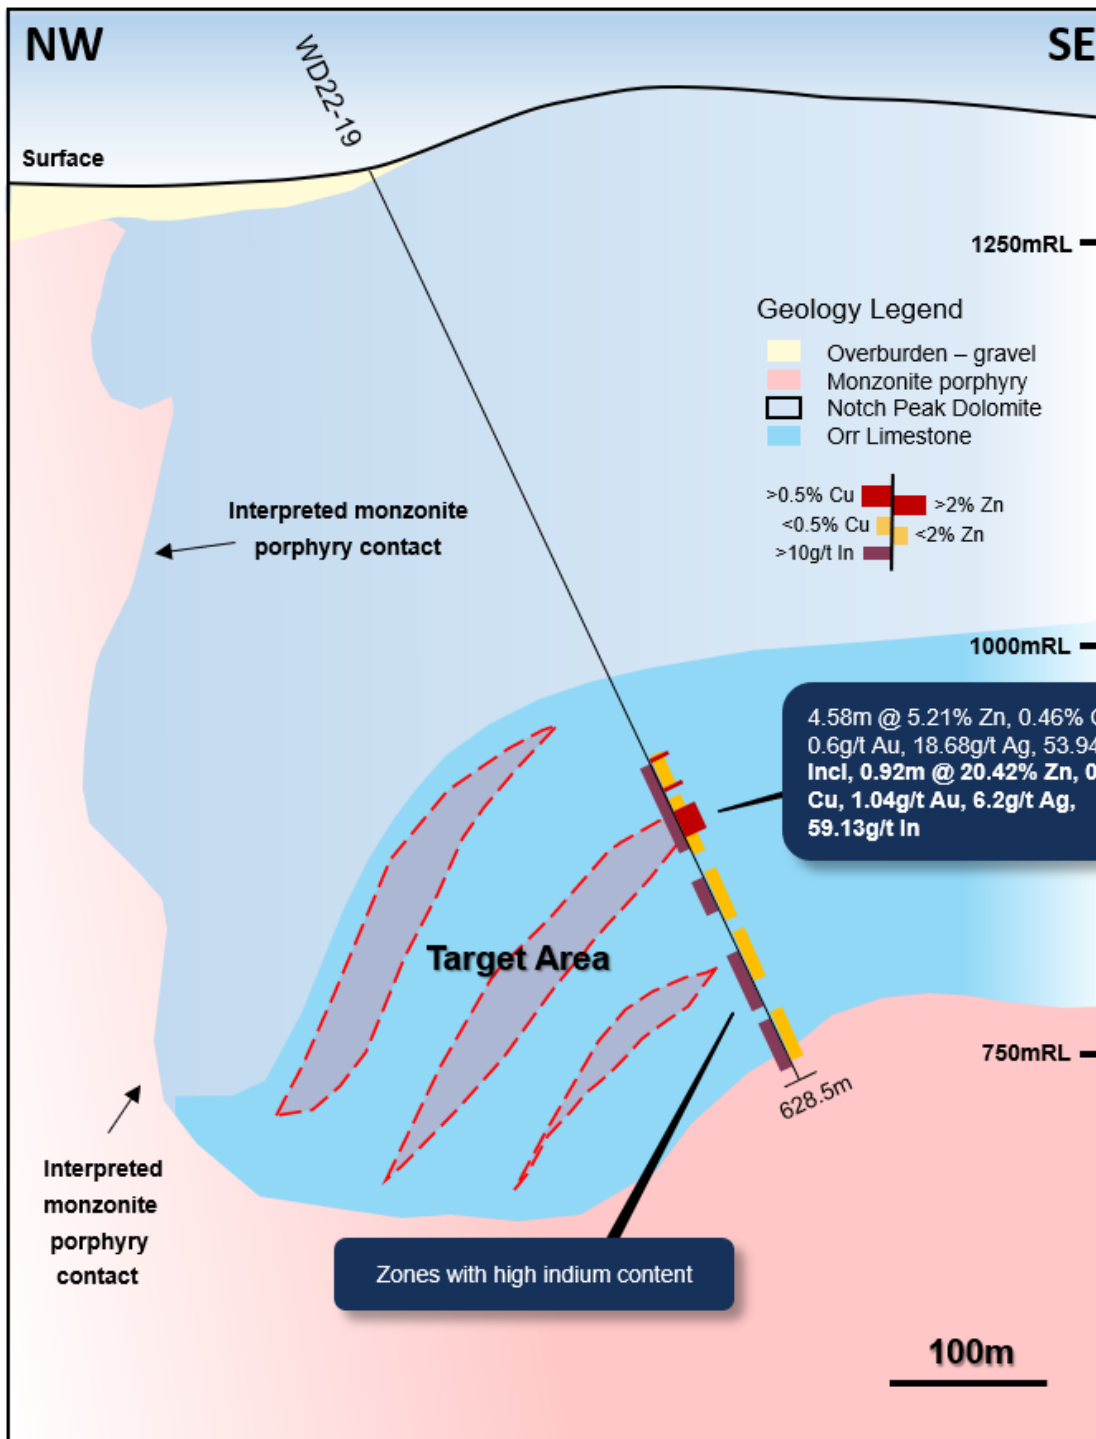 NW
SE
WD22-19
Surface
1250mRL
Geology Legend
Overburden – gravel
Monzonite porphyry
Notch Peak Dolomite
Orr Limestone
>0.5% Cu
>2% Zn
<0.5% Cu
<2% Zn
>10g/t In
Interpreted monzonite
porphyry contact
1000mRL
4.58m @ 5.21% Zn, 0.46%
0.6g/t Au, 18.68g/t Ag, 53.94
Incl, 0.92m @ 20.42% Zn,
Cu, 1.04g/t Au, 6.2g/t Ag,
59.13g/t In
Target Area
750mRL
628.5m
Interpreted
monzonite
porphyry
contact
Zones with high indium content
100m